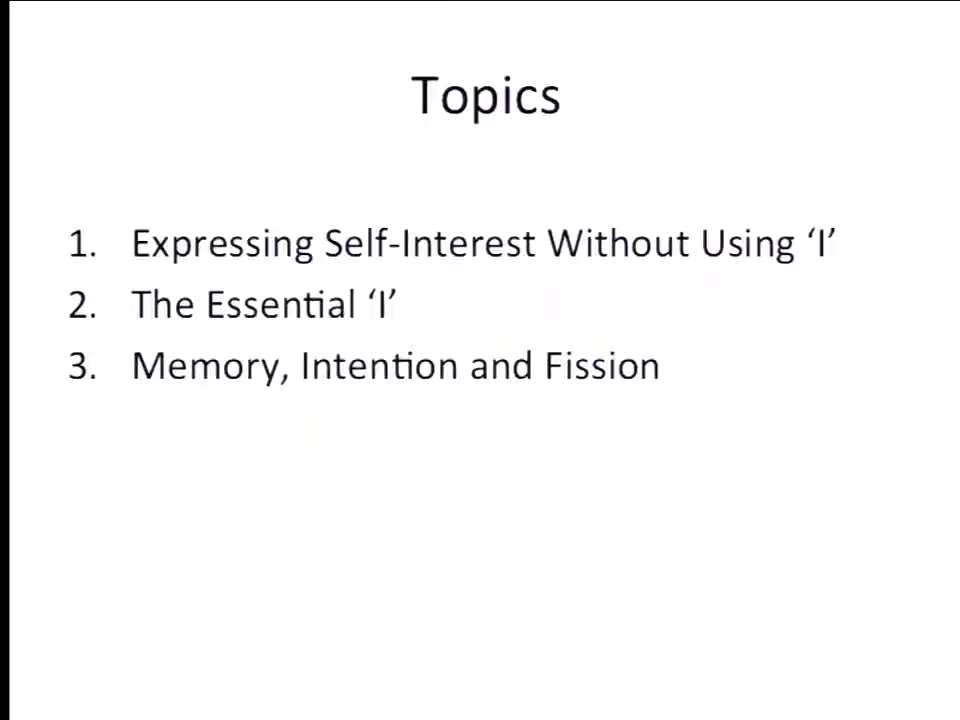 Topics
1. Expressing Self-Interest Without Using ‘I’
2. The Essential ‘I’
3. Memory, Intention and Fission